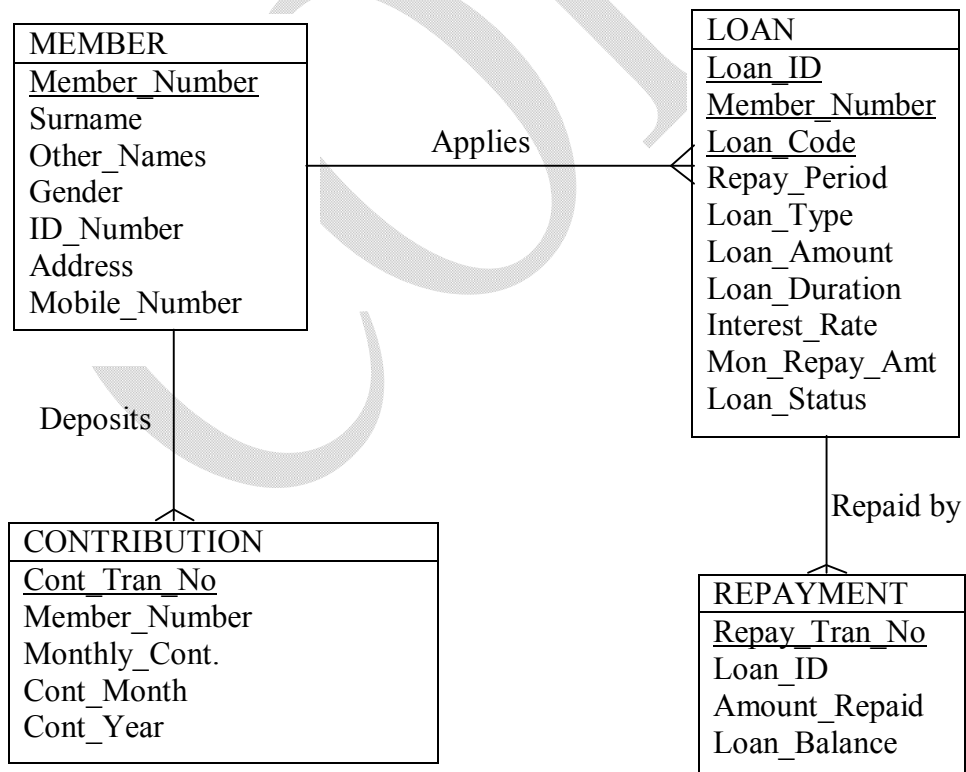 MEMBER
Member_Number
Surname
Other_Names
Gender
ID_Number
Address
Mobile_Number
Applies
LOAN
Loan_ID
Member_Number
Loan_Code
Repay_Period
Loan_Type
Loan_Amount
Loan_Duration
Interest_Rate
Mon_Repay_Amt
Loan_Status
Deposits
Repaid by
CONTRIBUTION
Cont_Tran_No
Member_Number
Monthly_Cont.
Cont_Month
Cont_Year
REPAYMENT
Repay_Tran_No
Loan_ID
Amount_Repaid
Loan_Balance